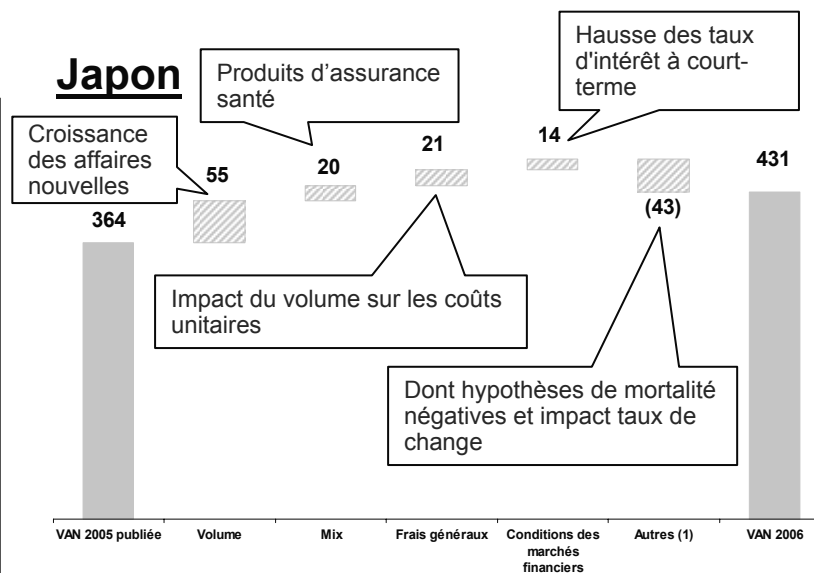 Japon
Produits d’assurance
santé
Hausse des taux
d'intérêt à court-
terme
Croissance
des affaires
nouvelles
364
55
20
21
14
(43)
431
Impact du volume sur les coûts
unitaires
Dont hypothèses de mortalité
négatives et impact taux de
change
VAN 2005 publiée
Volume
Mix
Frais généraux
Conditions des
marchés
financiers
Autres (1)
VAN 2006